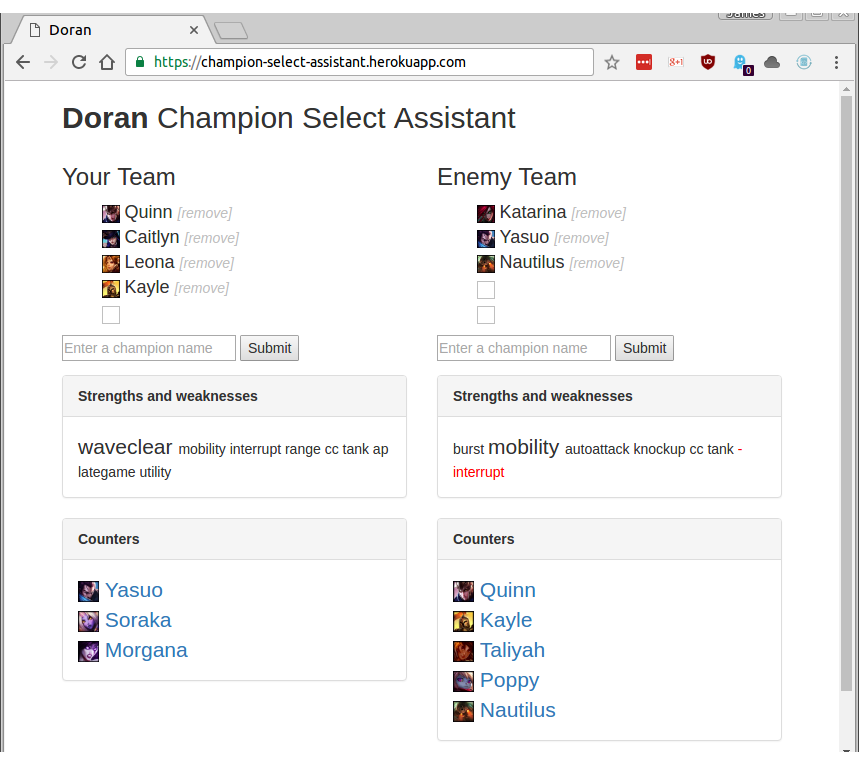 James
Doran
https://champion-select-assistant.herokuapp.com
0
Doran Champion Select Assistant
Your Team
Quinn [remove]
Caitlyn [remove]
Leona [remove]
Kayle [remove]
Enter a champion name Submit
Strengths and weaknesses
waveclear mobility interrupt range cc tank ap
lategame utility
Counters
Yasuo
Soraka
Morgana
Enemy Team
Katarina [remove]
Yasuo [remove]
Nautilus [remove]
Enter a champion name Submit
Strengths and weaknesses
burst mobility autoattack knockup cc tank -
interrupt
Counters
Quinn
Kayle
Taliyah
Poppy
Nautilus